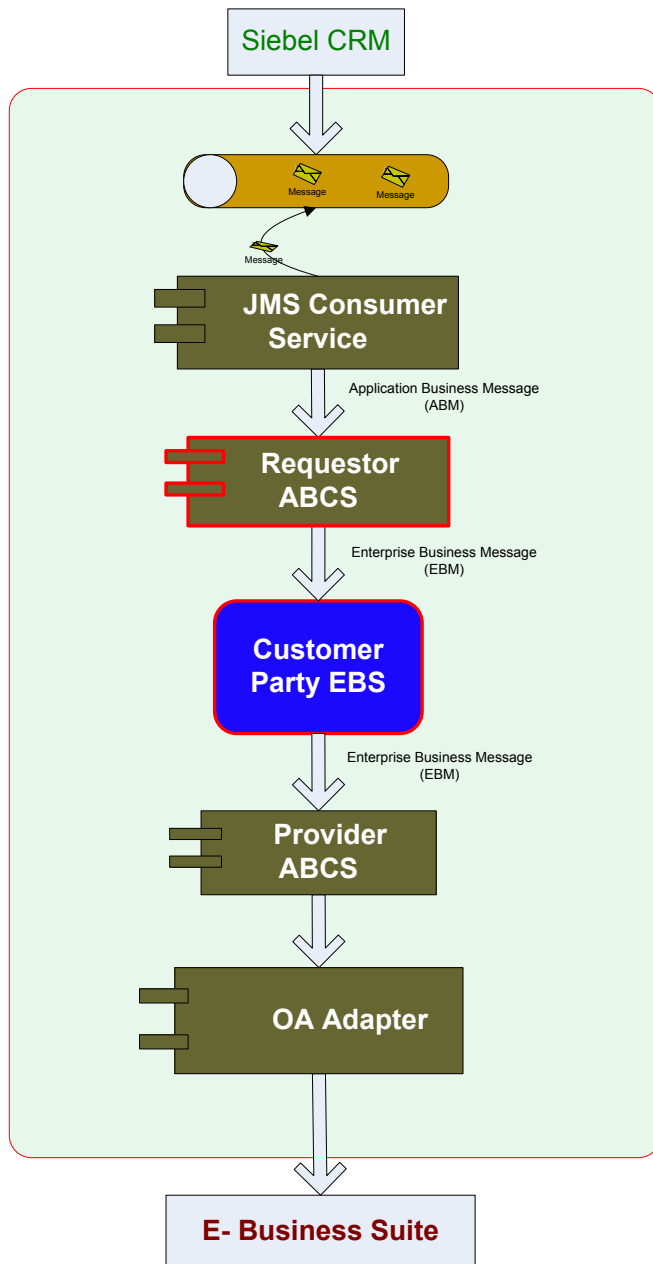 Siebel CRM
Message
Message
Message
JMS Consumer
Service
Application Business Message
(ABM)
Requestor
ABCS
Enterprise Business Message
(EBM)
Customer
Party EBS
Enterprise Business Message
(EBM)
Provider
ABCS
OA Adapter
E- Business Suite